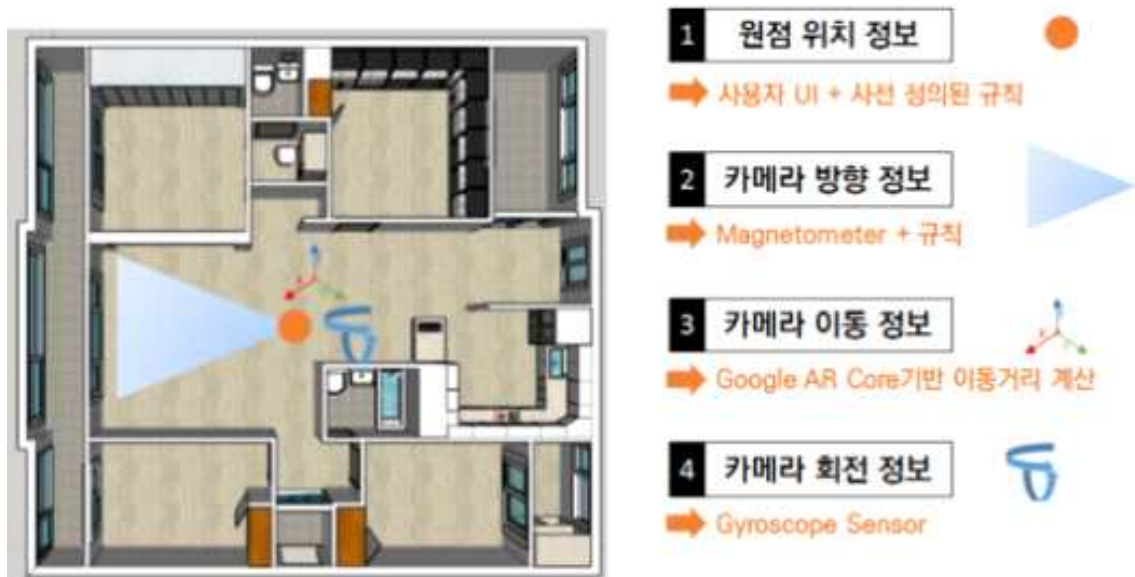 1 원점 위치 정보
사용자 UI + 사전 정의된 규칙
2 카메라 방향 정보
Magnetometer + 규칙
3 카메라 이동 정보
Google AR Core기반 이동거리 계산
4 카메라 회전 정보
Gyroscope Sensor